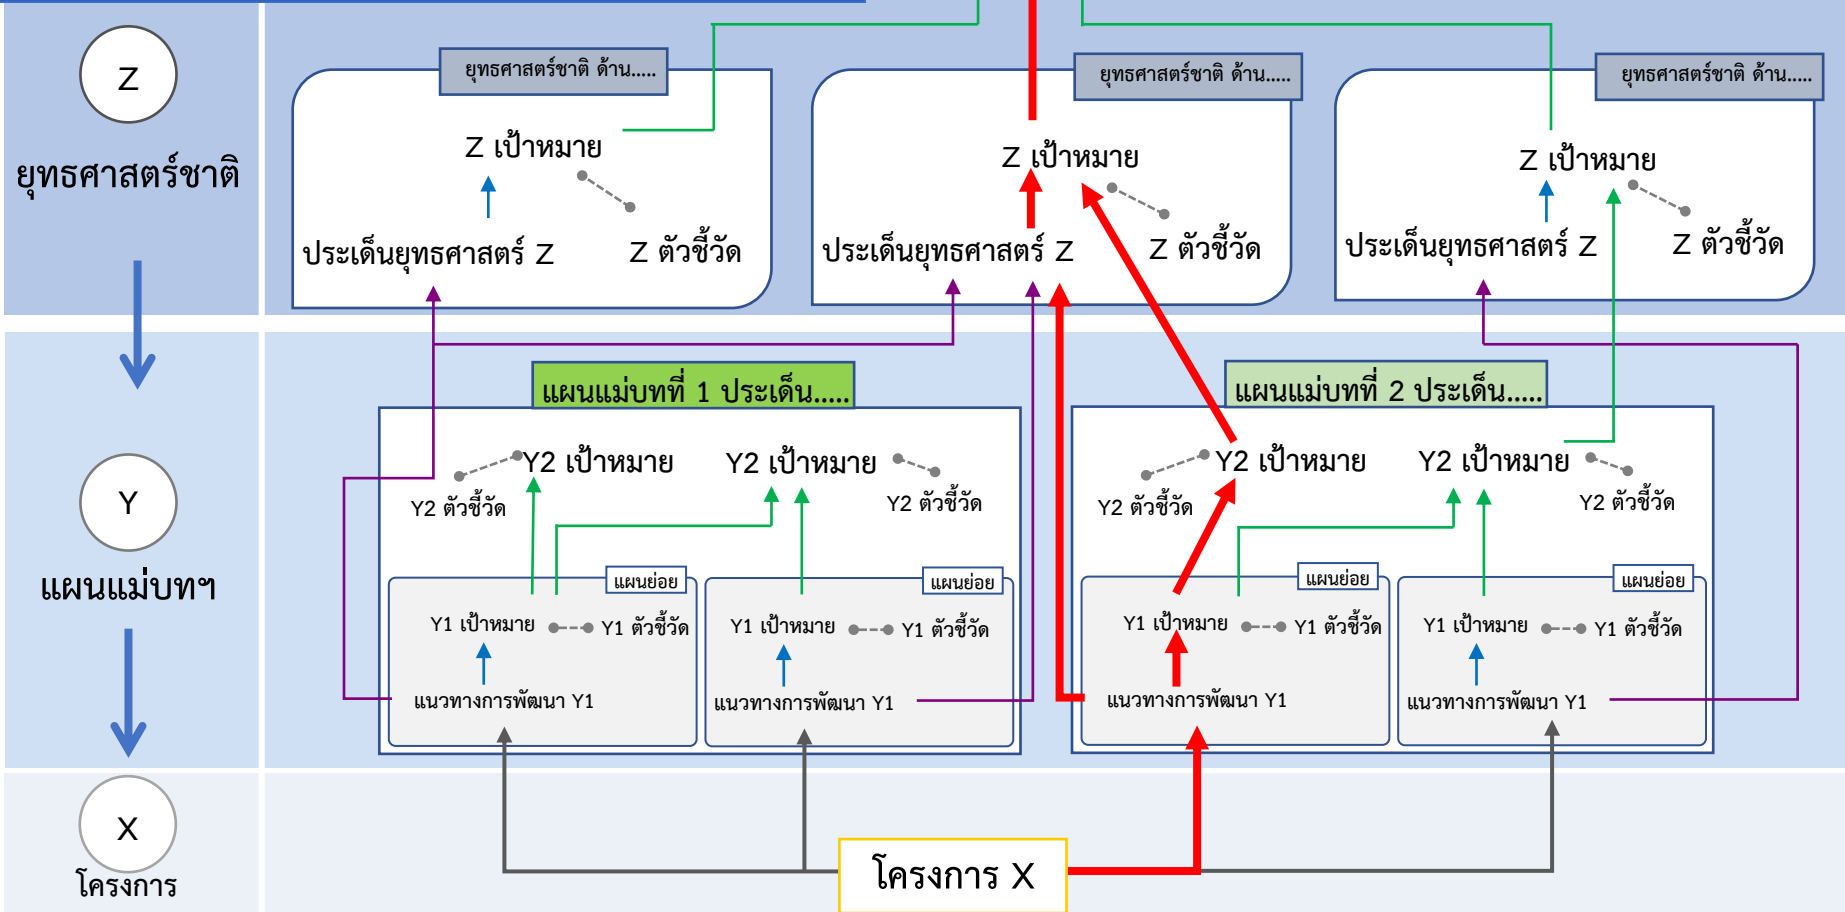 Z
ยุทธศาสตร์ชาติ
ยุทธศาสตร์ชาติ ด้าน.....
Z เป้าหมาย
ประเด็นยุทธศาสตร์ Z
Z ตัวชี้วัด
ยุทธศาสตร์ชาติ ด้าน.....
Z เป้าหมาย
ประเด็นยุทธศาสตร์ Z
Z ตัวชี้วัด
ยุทธศาสตร์ชาติ ด้าน.....
Z เป้าหมาย
ประเด็นยุทธศาสตร์ Z
Z ตัวชี้วัด
Y
แผนแม่บทฯ
แผนแม่บทที่ 1 ประเด็น.....
Y2 เป้าหมาย
Y2 ตัวชี้วัด
Y2 เป้าหมาย
Y2 ตัวชี้วัด
แผนย่อย
Y1 เป้าหมาย
Y1 ตัวชี้วัด
แนวทางการพัฒนา Y1
แผนย่อย
Y1 เป้าหมาย
Y1 ตัวชี้วัด
แนวทางการพัฒนา Y1
แผนแม่บทที่ 2 ประเด็น.....
Y2 เป้าหมาย
Y2 ตัวชี้วัด
Y2 เป้าหมาย
Y2 ตัวชี้วัด
แผนย่อย
Y1 เป้าหมาย
Y1 ตัวชี้วัด
แนวทางการพัฒนา Y1
แผนย่อย
Y1 เป้าหมาย
Y1 ตัวชี้วัด
แนวทางการพัฒนา Y1
X
โครงการ
โครงการ X